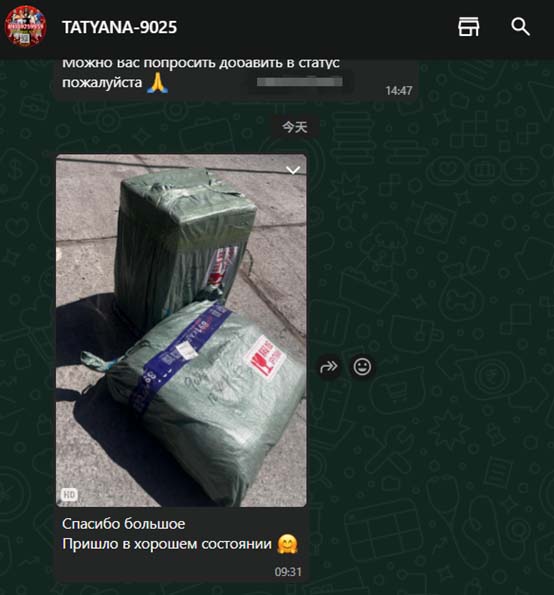 TATYANA-9025
Можно Вас попросить добавить в статус
пожалуйста 🙏
14:47
今天
HD
Спасибо большое
Пришло в хорошем состоянии 🤗
09:31